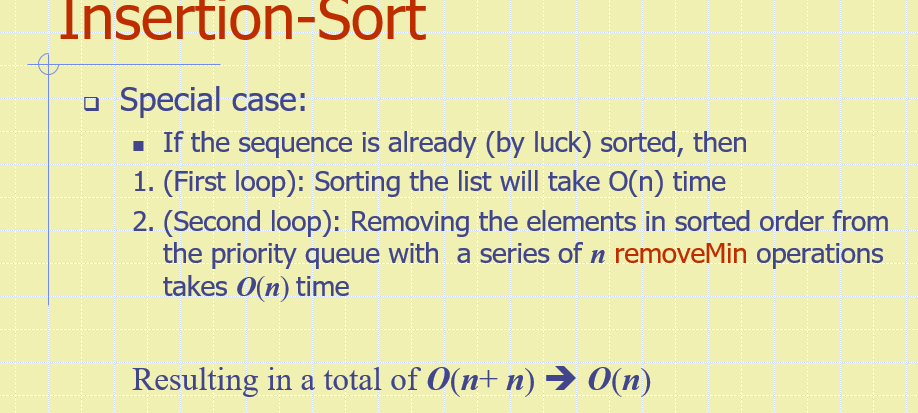 Insertion-Sort
❑ Special case:
■ If the sequence is already (by luck) sorted, then
1. (First loop): Sorting the list will take O(n) time
2. (Second loop): Removing the elements in sorted order from
the priority queue with a series of n removeMin operations
takes O(n) time
Resulting in a total of O(n+ n) ➔ O(n)